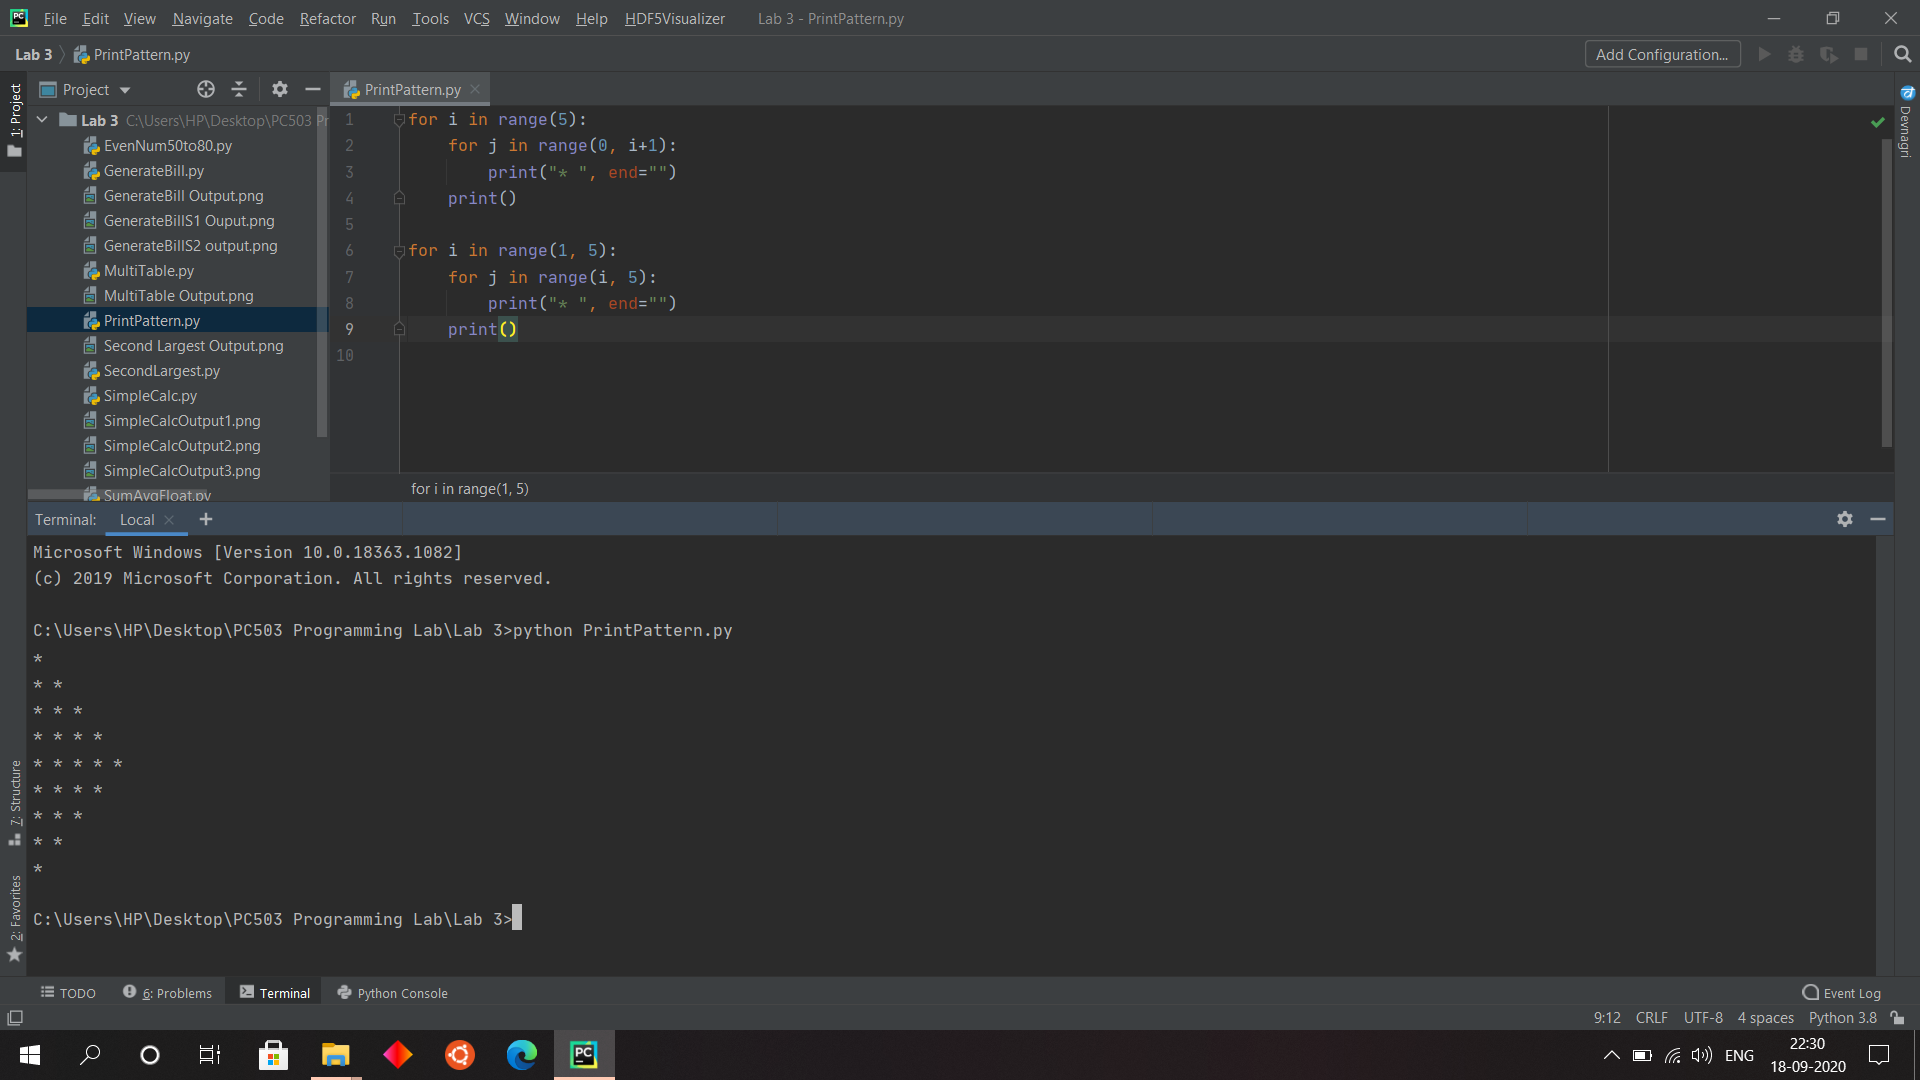 File Edit View Navigate Code Refactor Run Tools VCS Window Help HDF5Visualizer Lab 3 - PrintPattern.py
Lab 3 PrintPattern.py Add Configuration...
1: Project
Project
PrintPattern.py
Lab 3 C:\Users\HP\Desktop\PC503 Pr
EvenNum50to80.py
GenerateBill.py
GenerateBill Output.png
GenerateBillS1 Ouput.png
GenerateBillS2 output.png
MultiTable.py
MultiTable Output.png
PrintPattern.py
Second Largest Output.png
SecondLargest.py
SimpleCalc.py
SimpleCalcOutput1.png
SimpleCalcOutput2.png
SimpleCalcOutput3.png
SumAvgFloat.py
1 for i in range(5):
2     for j in range(0, i+1):
3         print("* ", end="")
4     print()
5
6 for i in range(1, 5):
7     for j in range(i, 5):
8         print("* ", end="")
9     print()
10
for i in range(1, 5)
Devnagri
Terminal: Local
Microsoft Windows [Version 10.0.18363.1082]
(c) 2019 Microsoft Corporation. All rights reserved.
C:\Users\HP\Desktop\PC503 Programming Lab\Lab 3>python PrintPattern.py
*
* *
* * *
* * * *
* * * * *
* * * *
* * *
* *
*
C:\Users\HP\Desktop\PC503 Programming Lab\Lab 3>
7: Structure
2: Favorites
TODO 6: Problems Terminal Python Console Event Log
9:12 CRLF UTF-8 4 spaces Python 3.8
PC
ENG
22:30
18-09-2020